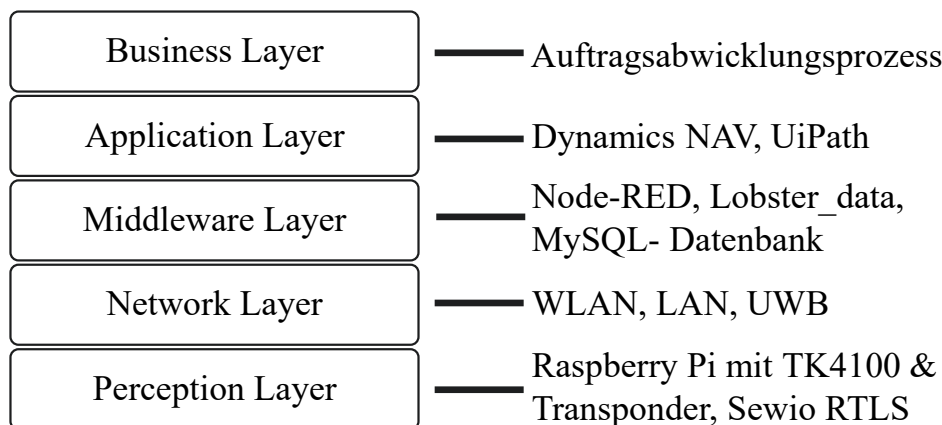 Business Layer
Auftragsabwicklungsprozess
Application Layer
Dynamics NAV, UiPath
Middleware Layer
Node-RED, Lobster_data,
MySQL- Datenbank
Network Layer
WLAN, LAN, UWB
Perception Layer
Raspberry Pi mit TK4100 &
Transponder, Sewio RTLS